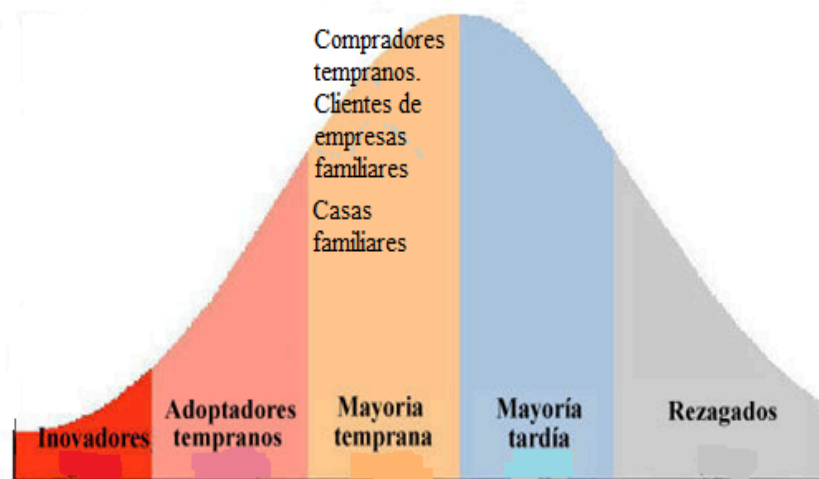 Compradores
tempranos.
Clientes de
empresas
familiares
Casas
familiares
Inovadores
Adoptadores
tempranos
Mayoria
temprana
Mayoría
tardía
Rezagados